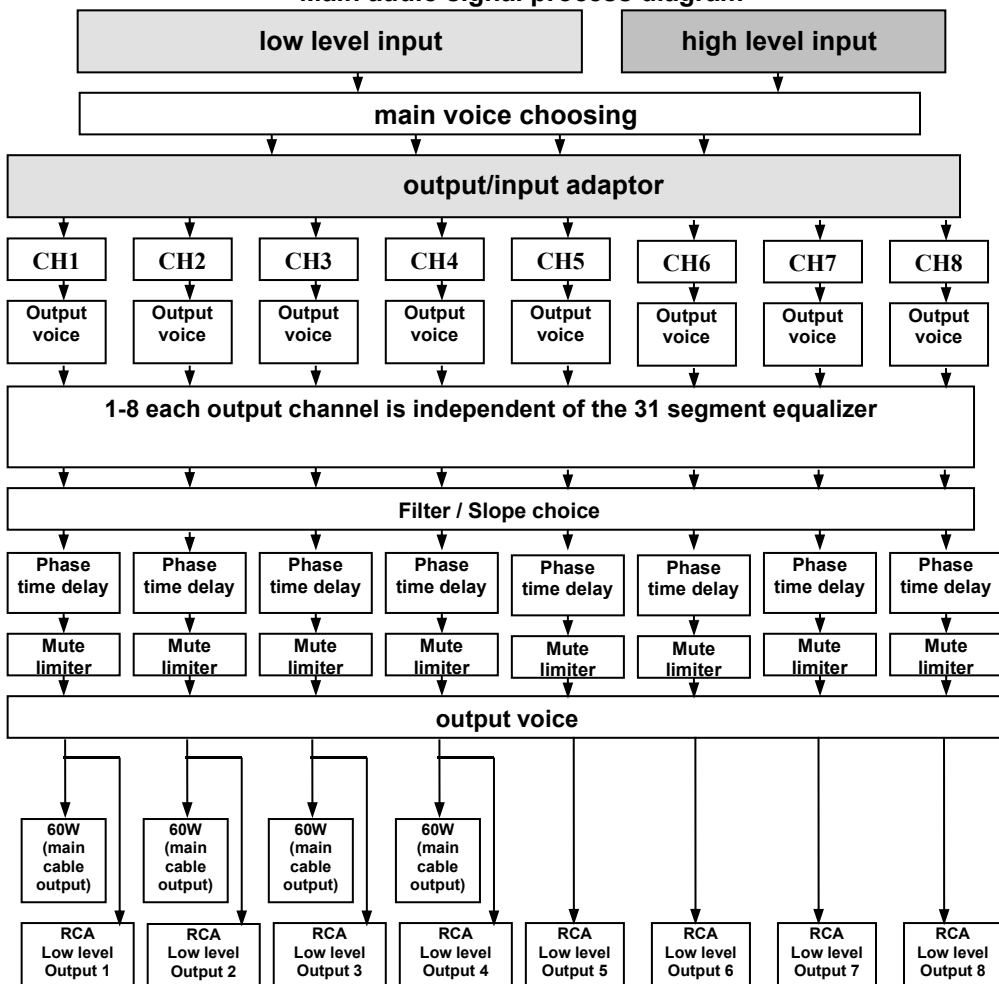 Main audio signal process diagram
low level input
high level input
main voice choosing
output/input adaptor
CH1
CH2
CH3
CH4
CH5
CH6
CH7
CH8
Output
voice
Output
voice
Output
voice
Output
voice
Output
voice
Output
voice
Output
voice
Output
voice
1-8 each output channel is independent of the 31 segment equalizer
Filter / Slope choice
Phase
time delay
Phase
time delay
Phase
time delay
Phase
time delay
Phase
time delay
Phase
time delay
Phase
time delay
Phase
time delay
Mute
limiter
Mute
limiter
Mute
limiter
Mute
limiter
Mute
limiter
Mute
limiter
Mute
limiter
Mute
limiter
output voice
60W
(main
cable
output)
60W
(main
cable
output)
60W
(main
cable
output)
60W
(main
cable
output)
RCA
Low level
Output 1
RCA
Low level
Output 2
RCA
Low level
Output 3
RCA
Low level
Output 4
RCA
Low level
Output 5
RCA
Low level
Output 6
RCA
Low level
Output 7
RCA
Low level
Output 8